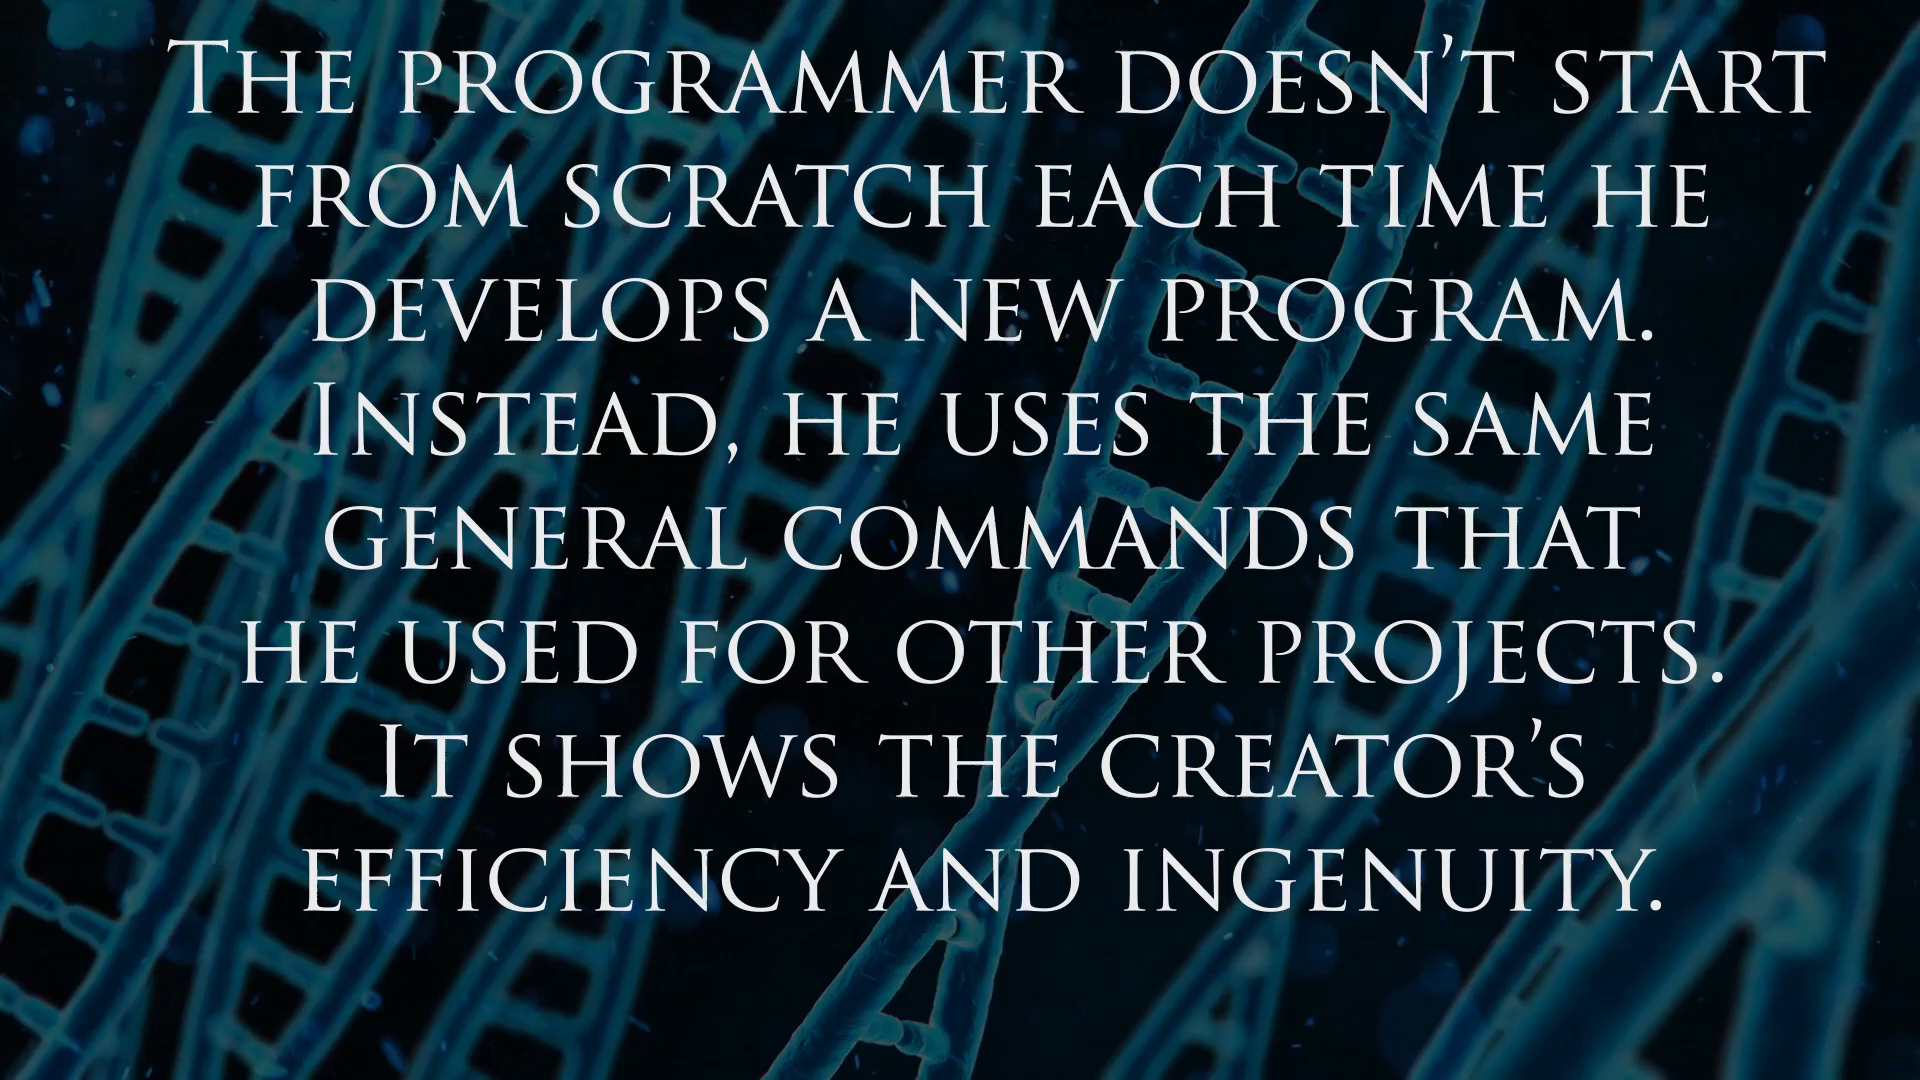 The programmer doesn’t start
from scratch each time he
develops a new program.
Instead, he uses the same
general commands that
he used for other projects.
It shows the Creator’s
efficiency and ingenuity.